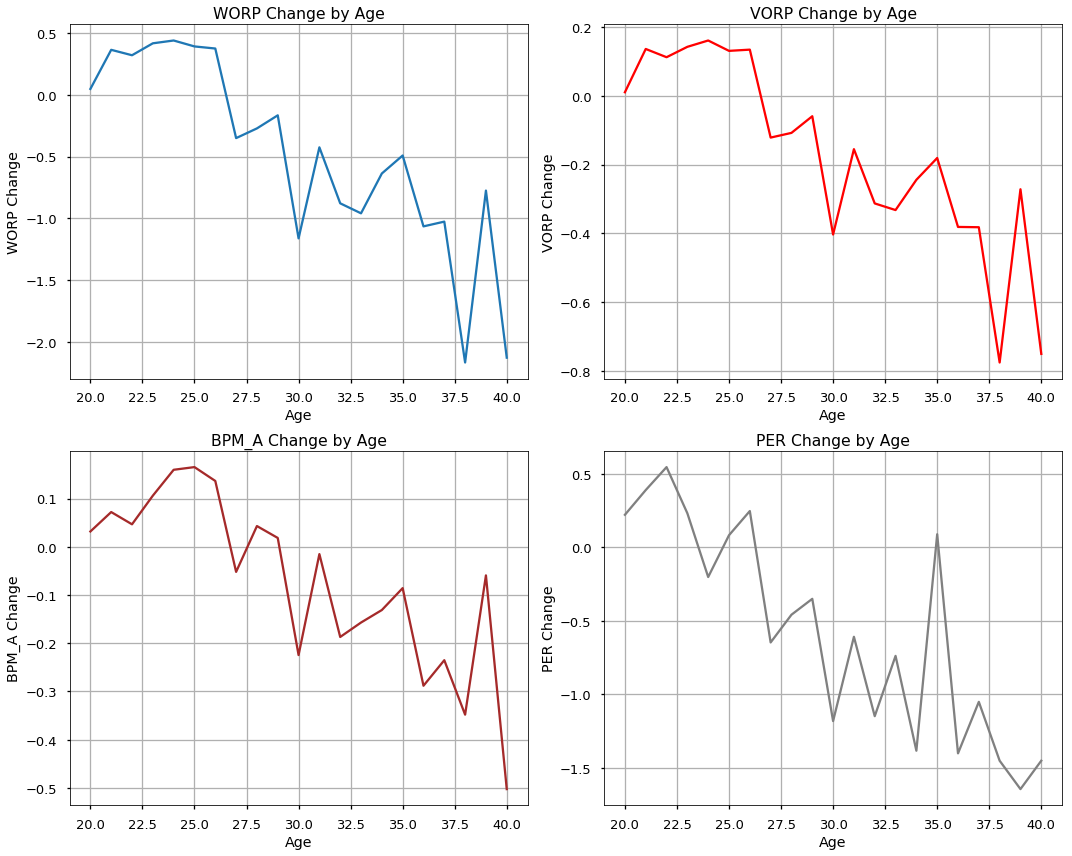 WORP Change by Age
0.5
0.0
−0.5
−1.0
−1.5
−2.0
WORP Change
20.0 22.5 25.0 27.5 30.0 32.5 35.0 37.5 40.0
Age
VORP Change by Age
0.2
0.0
−0.2
−0.4
−0.6
−0.8
VORP Change
20.0 22.5 25.0 27.5 30.0 32.5 35.0 37.5 40.0
Age
BPM_A Change by Age
0.1
0.0
−0.1
−0.2
−0.3
−0.4
−0.5
BPM_A Change
20.0 22.5 25.0 27.5 30.0 32.5 35.0 37.5 40.0
Age
PER Change by Age
0.5
0.0
−0.5
−1.0
−1.5
PER Change
20.0 22.5 25.0 27.5 30.0 32.5 35.0 37.5 40.0
Age